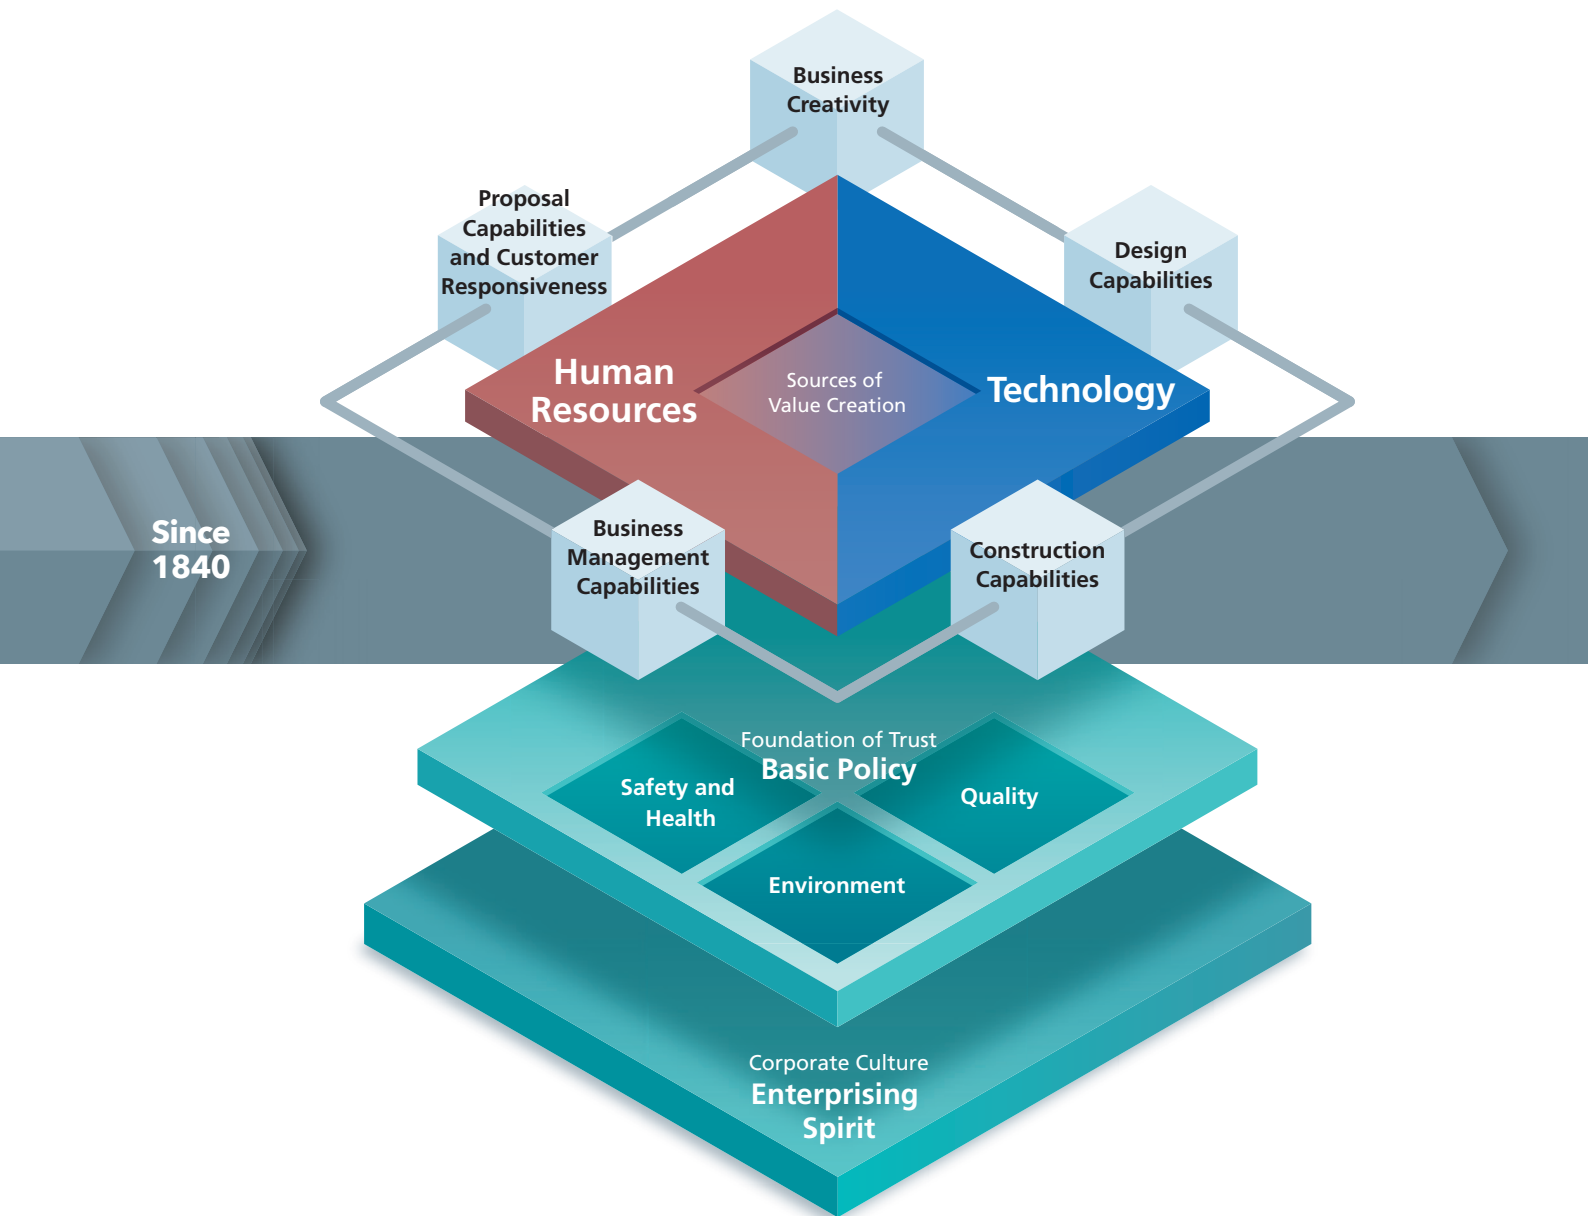 Business
Creativity
Proposal
Capabilities
and Customer
Responsiveness
Design
Capabilities
Human
Resources
Sources of
Value Creation
Technology
Since
1840
Business
Management
Capabilities
Construction
Capabilities
Foundation of Trust
Basic Policy
Safety and
Health
Quality
Environment
Corporate Culture
Enterprising
Spirit